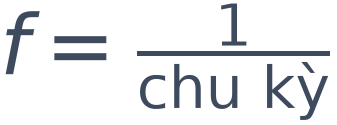 f = 1
chu kỳ